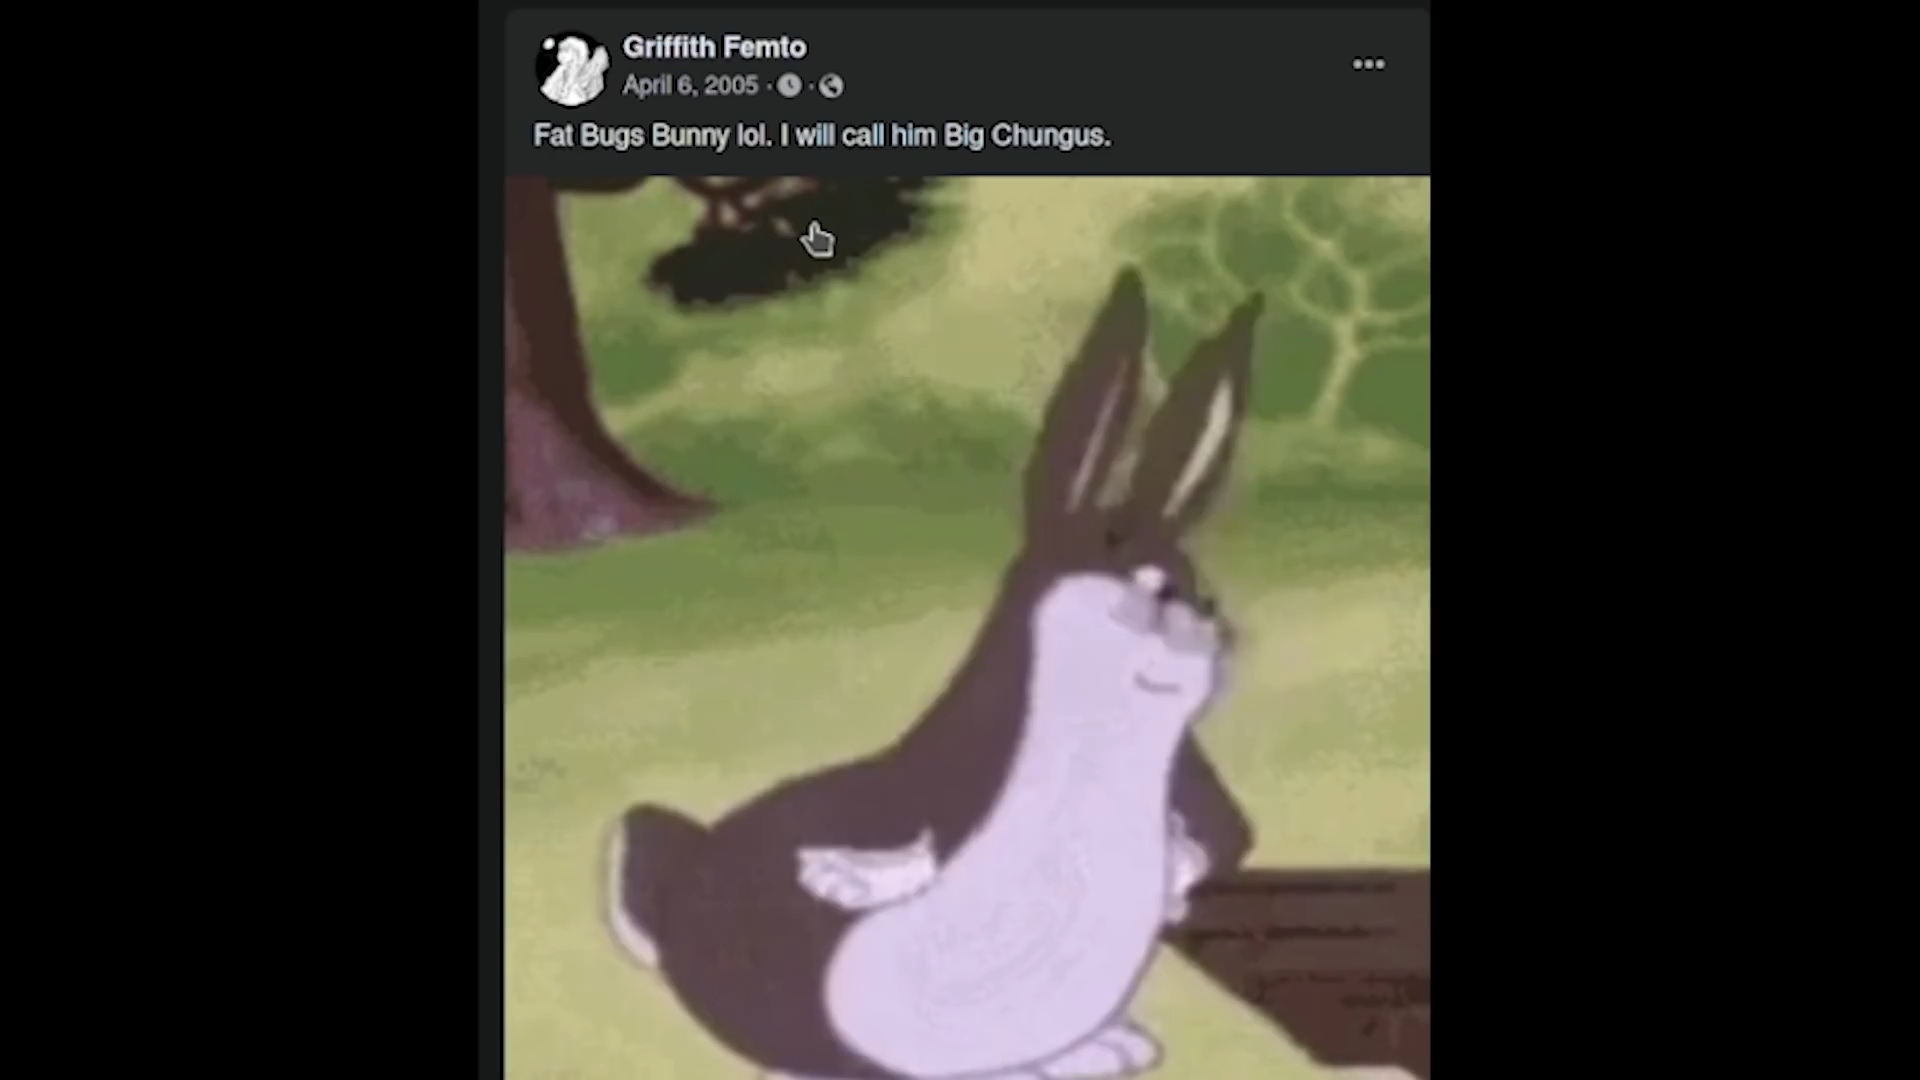 Griffith Femto
April 6, 2005
Fat Bugs Bunny lol. I will call him Big Chungus.